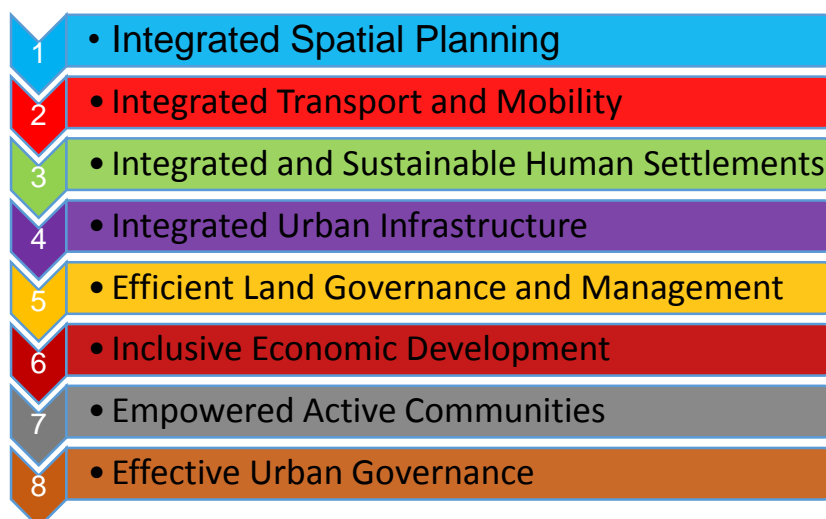 1 • Integrated Spatial Planning
2 • Integrated Transport and Mobility
3 • Integrated and Sustainable Human Settlements
4 • Integrated Urban Infrastructure
5 • Efficient Land Governance and Management
6 • Inclusive Economic Development
7 • Empowered Active Communities
8 • Effective Urban Governance